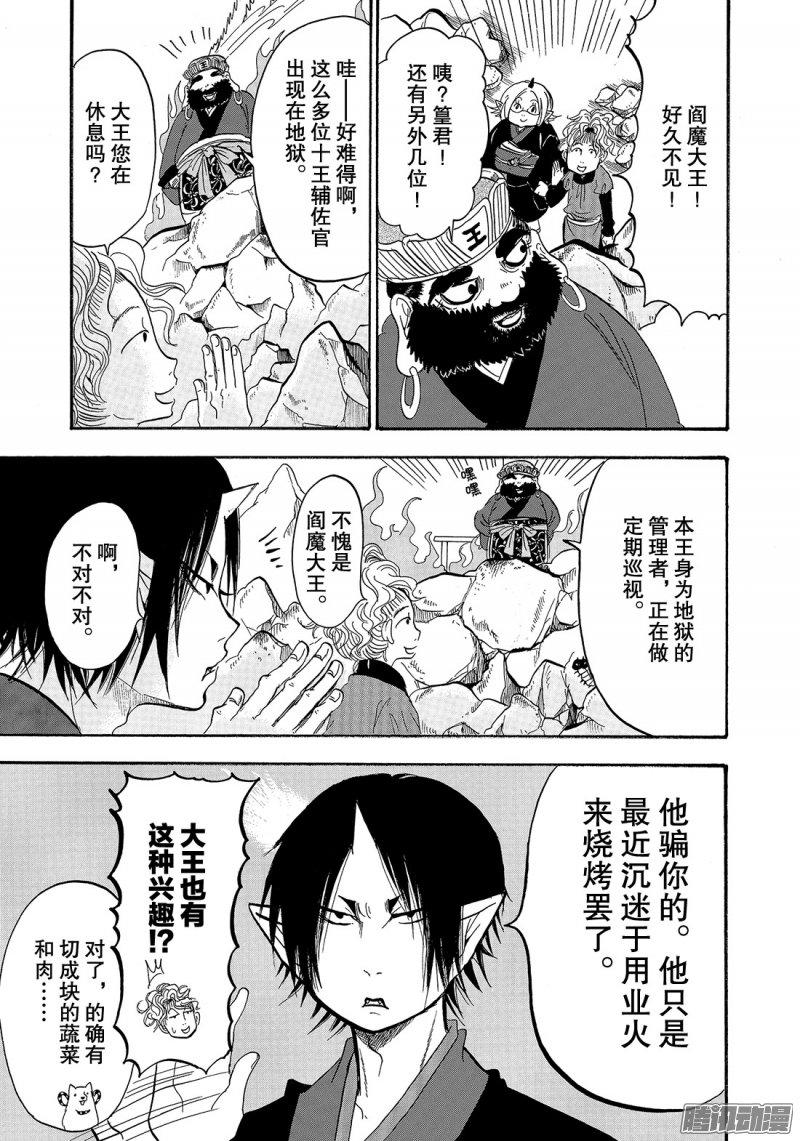 阎魔大王！
好久不见！
咦？篁君！
还有另外几位！
王
哇——好难得啊，
这么多位十王辅佐官
出现在地狱。
大王您在
休息吗？
本王身为地狱的
管理者，正在做
定期巡视。
嘿
嘿
不愧是
阎魔大王。
啊，
不对不对。
他骗你的。他只是
最近沉迷于用业火
来烧烤罢了。
大王也有
这种兴趣!?
对了，的确有
切成块的蔬菜
和肉……
腾讯动漫